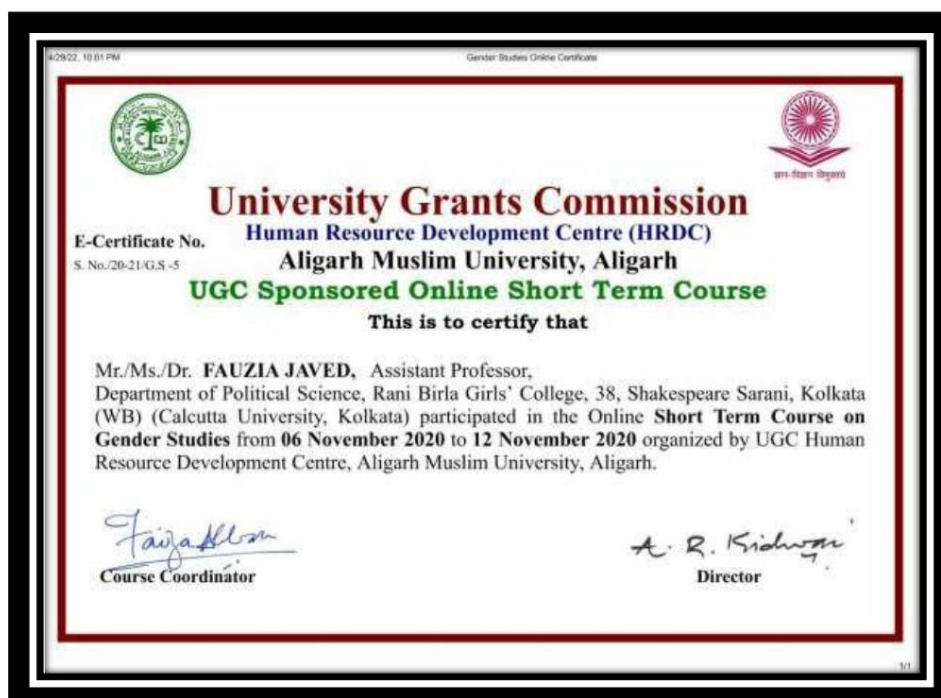 4/29/22, 10:01 PM
Gender Studies Online Certificate
ज्ञान-विज्ञान विमुक्तये
University Grants Commission
Human Resource Development Centre (HRDC)
E-Certificate No.
Aligarh Muslim University, Aligarh
S. No./20-21/G.S -5
UGC Sponsored Online Short Term Course
This is to certify that
Mr./Ms./Dr. FAUZIA JAVED, Assistant Professor,
Department of Political Science, Rani Birla Girls' College, 38, Shakespeare Sarani, Kolkata
(WB) (Calcutta University, Kolkata) participated in the Online Short Term Course on
Gender Studies from 06 November 2020 to 12 November 2020 organized by UGC Human
Resource Development Centre, Aligarh Muslim University, Aligarh.
A. R. Kidwai
Course Coordinator
Director
1/1